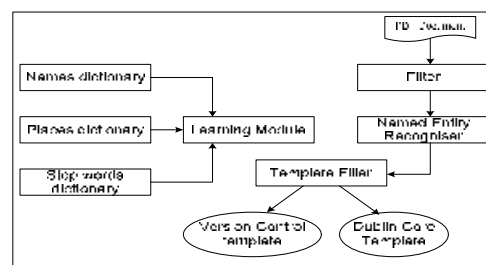 Names dictionary
Places dictionary
Stop words
dictionary
Learning Module
Filter
Named Entity
Recogniser
Template Filler
Version Control
template
Dublin Core
Template